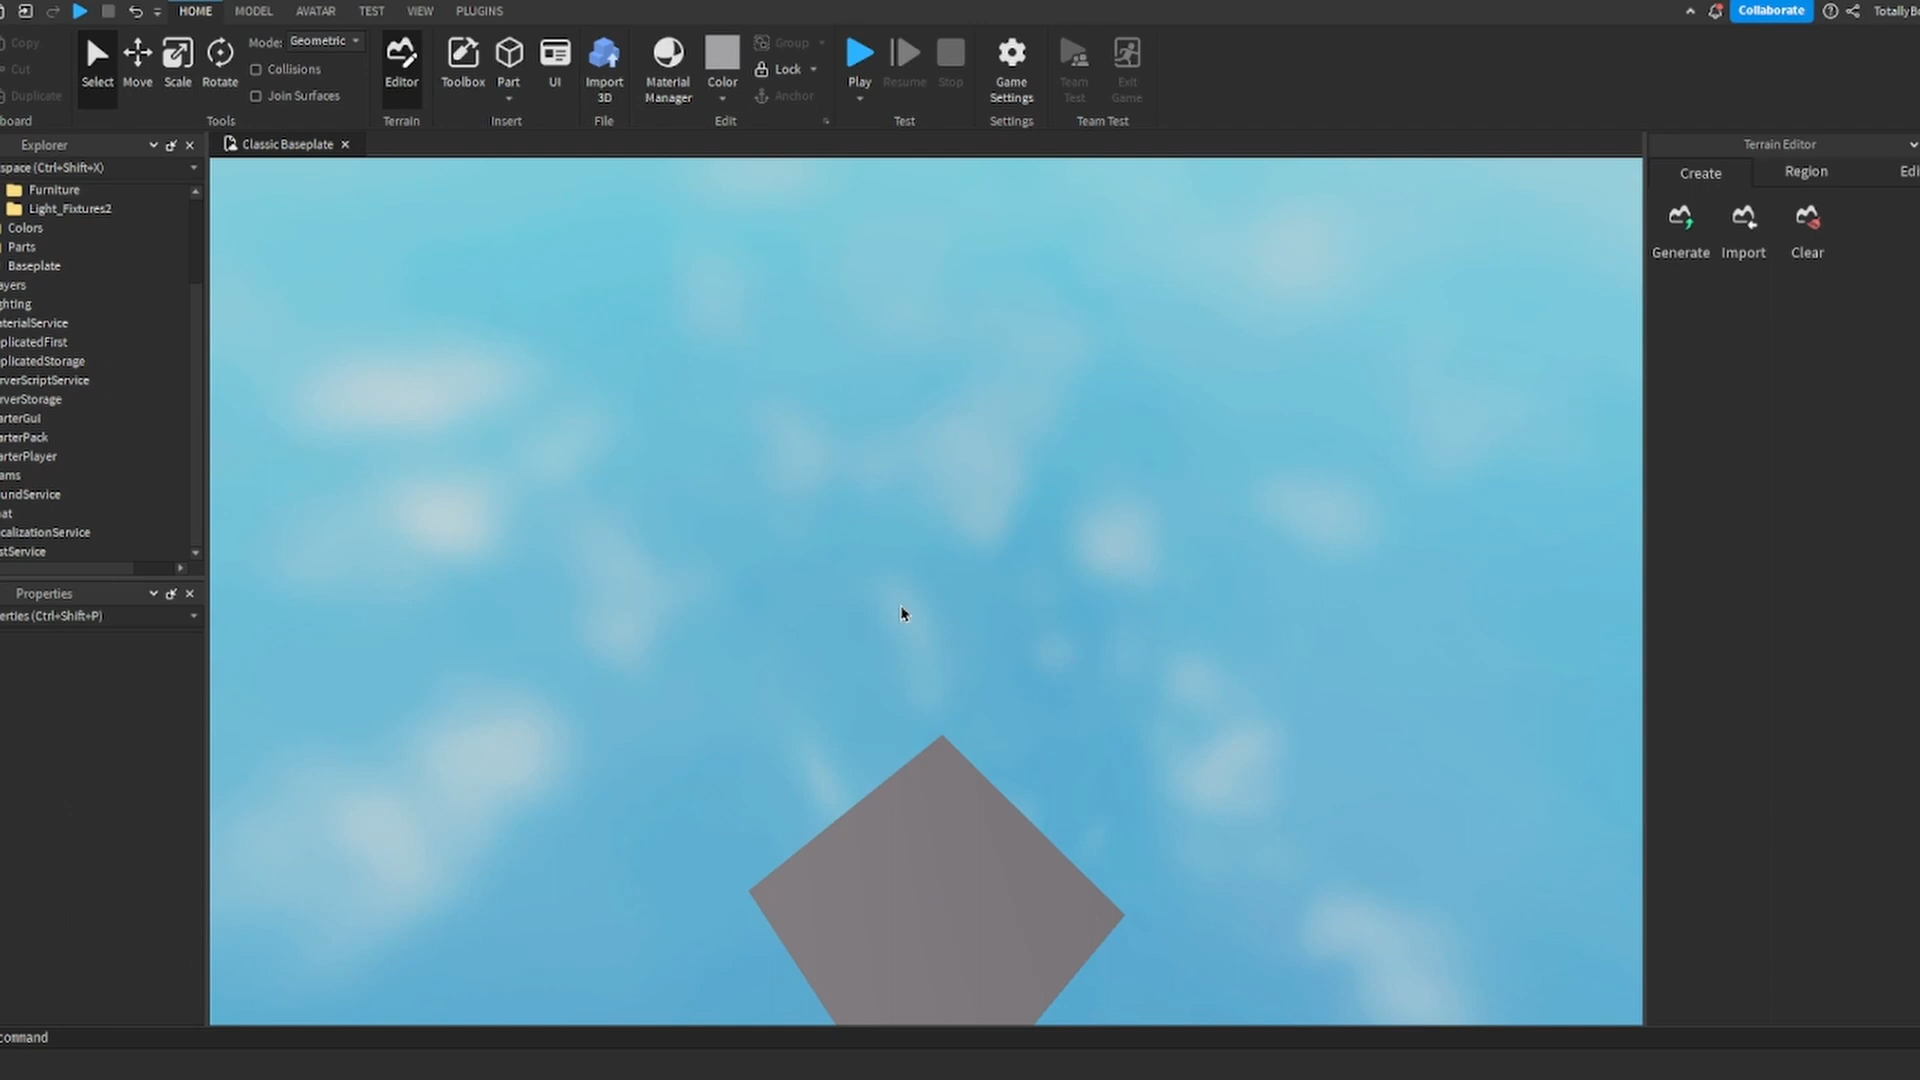 HOME MODEL AVATAR TEST VIEW PLUGINS Collaborate TotallyB
Copy
Cut
Duplicate
board
Select Move Scale Rotate
Mode: Geometric
Collisions
Join Surfaces
Tools
Editor
Terrain
Toolbox Part UI
Insert
Import
3D
File
Material
Manager
Color
Group
Lock
Anchor
Edit
Play Resume Stop
Test
Game
Settings
Settings
Team
Test
Exit
Game
Team Test
Explorer
space (Ctrl+Shift+X)
Furniture
Light_Fixtures2
Colors
Parts
Baseplate
ayers
ghting
aterialService
plicatedFirst
plicatedStorage
rverScriptService
rverStorage
arterGui
arterPack
arterPlayer
ams
undService
at
calizationService
stService
Properties
erties (Ctrl+Shift+P)
Classic Baseplate
Terrain Editor
Create Region Edi
Generate Import Clear
command